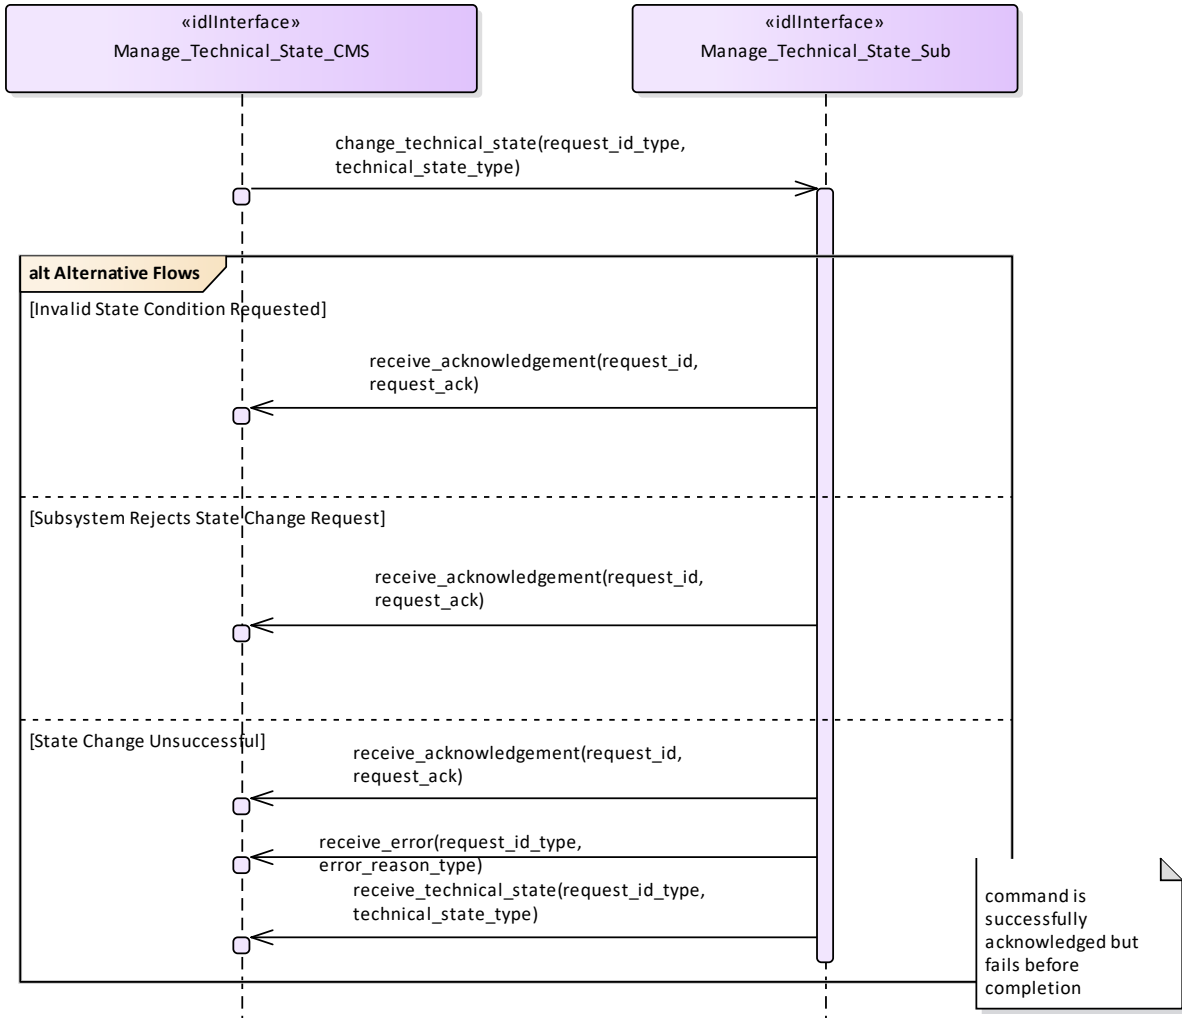 «idlInterface»
Manage_Technical_State_CMS
«idlInterface»
Manage_Technical_State_Sub
change_technical_state(request_id_type,
technical_state_type)
alt Alternative Flows
[Invalid State Condition Requested]
receive_acknowledgement(request_id,
request_ack)
[Subsystem Rejects State Change Request]
receive_acknowledgement(request_id,
request_ack)
[State Change Unsuccessful]
receive_acknowledgement(request_id,
request_ack)
receive_error(request_id_type,
error_reason_type)
receive_technical_state(request_id_type,
technical_state_type)
command is
successfully
acknowledged but
fails before
completion